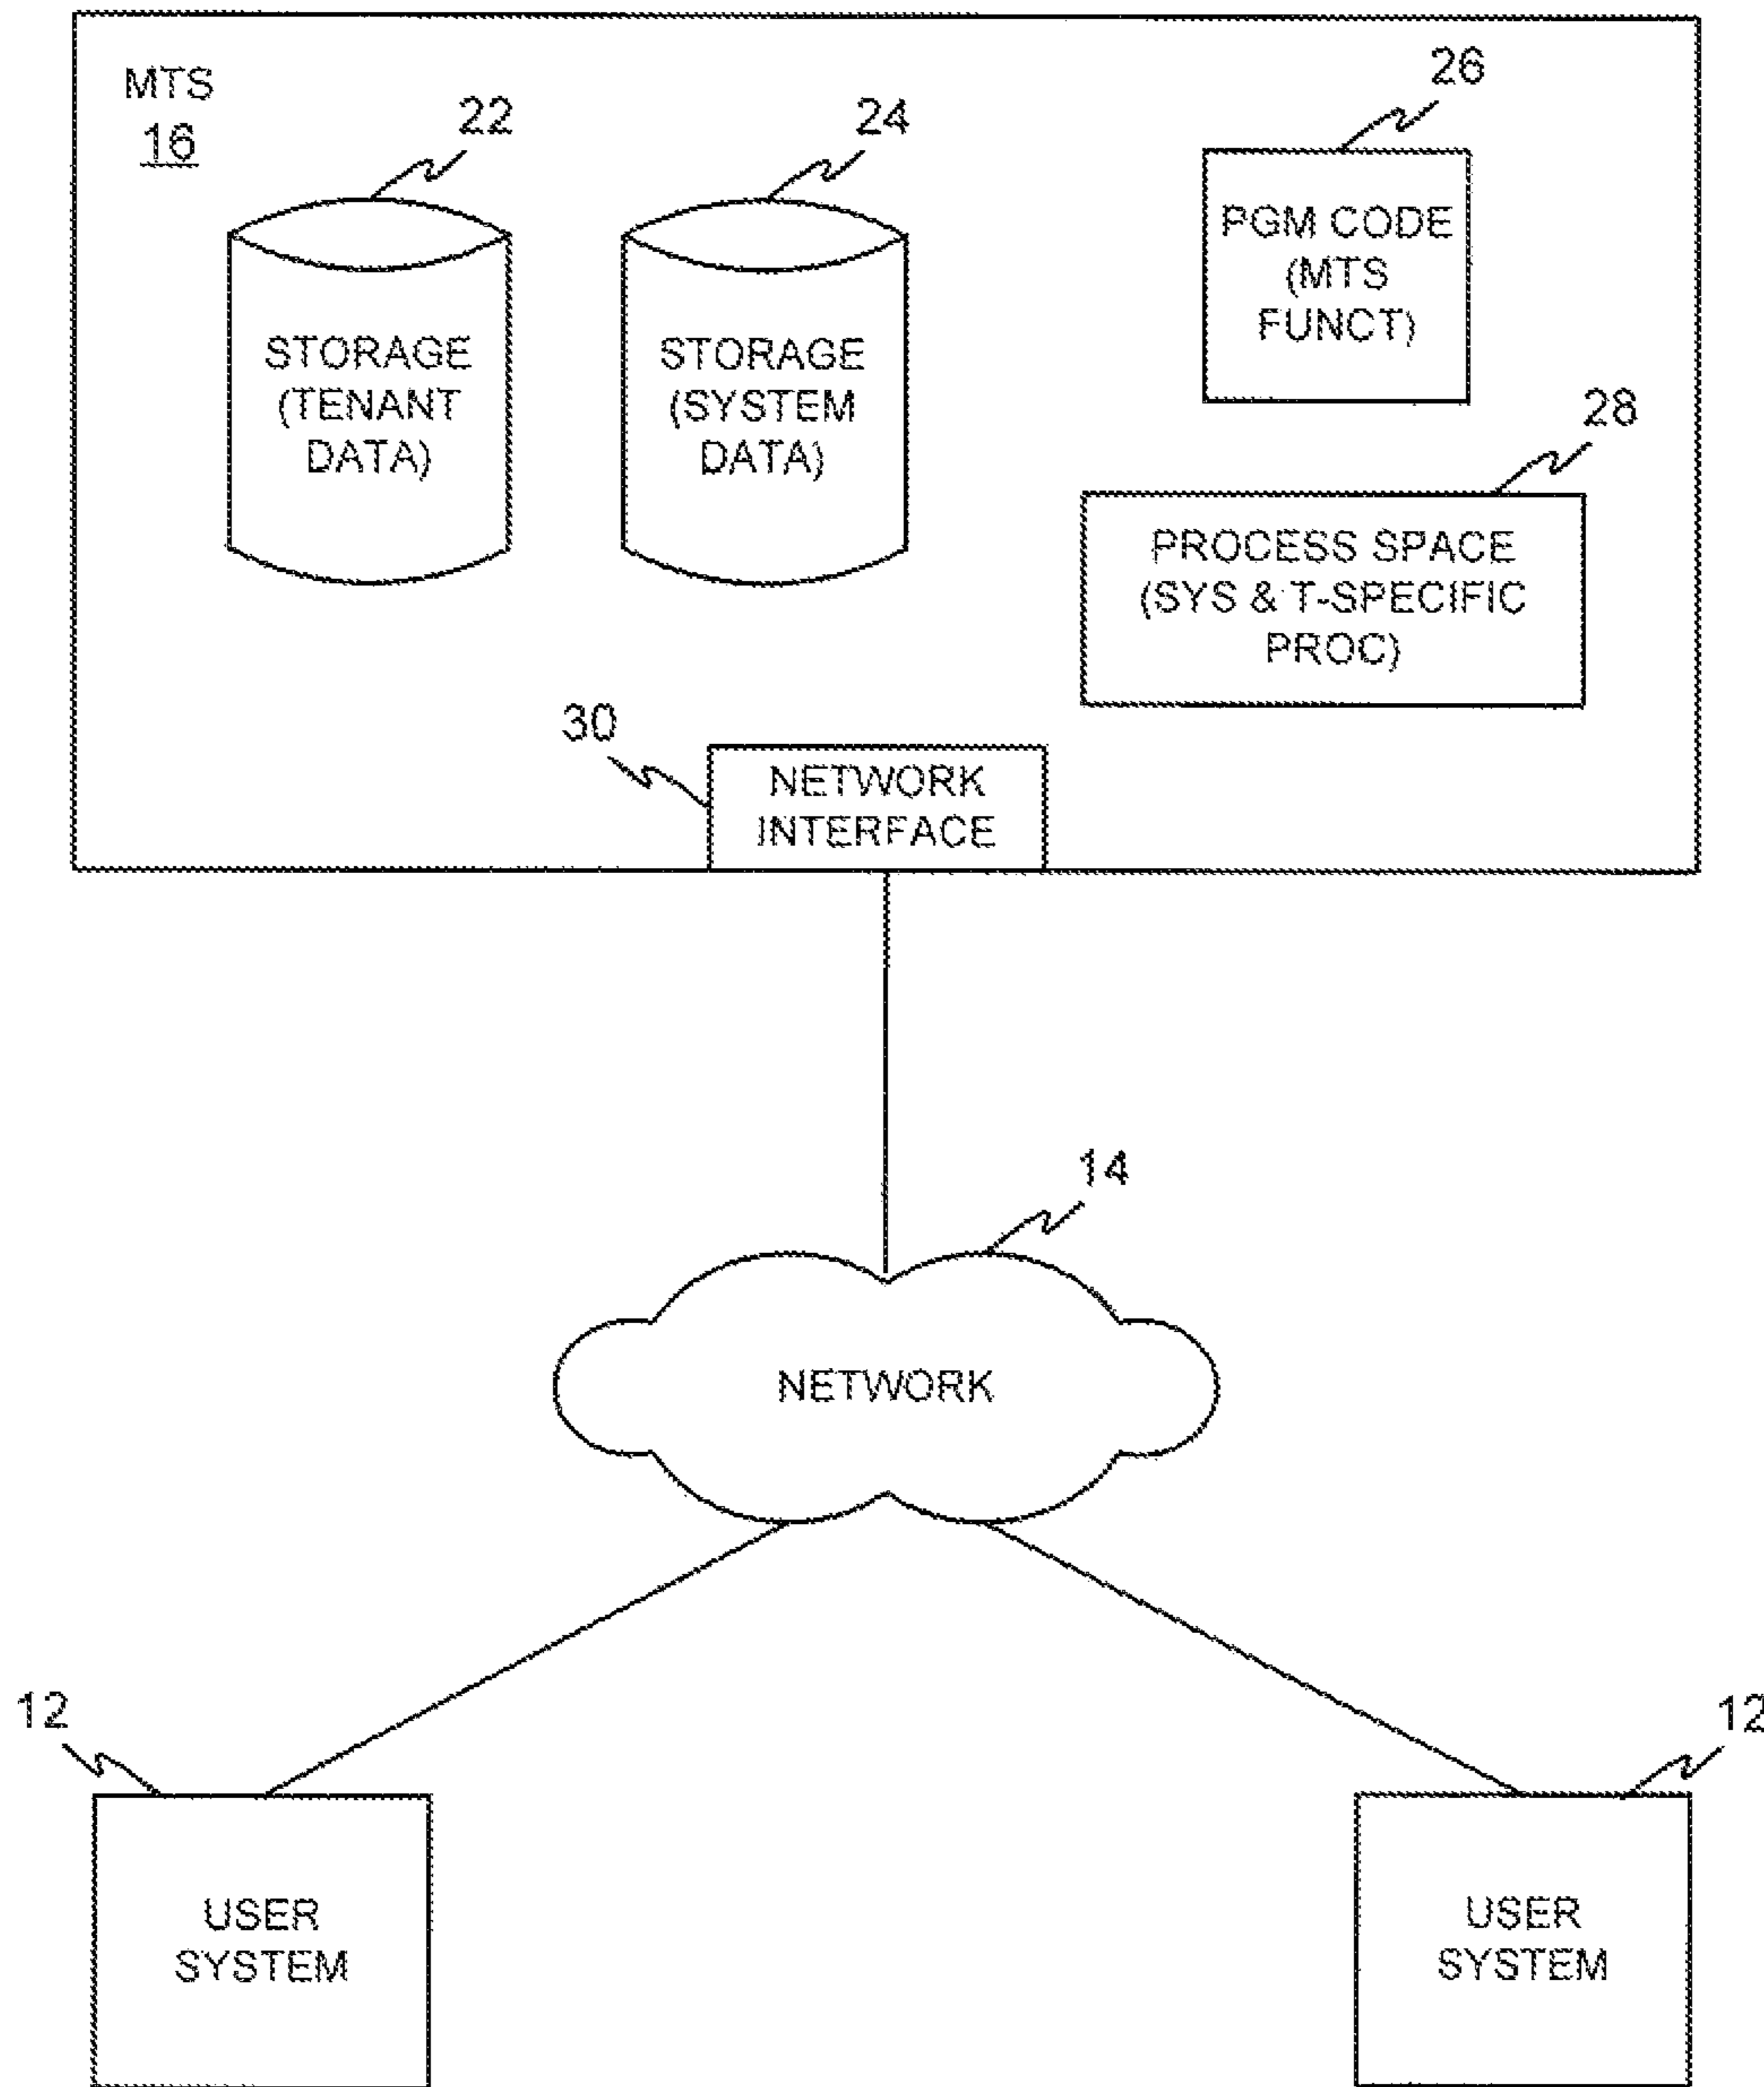 MTS
16
22
24
26
STORAGE
(TENANT
DATA)
STORAGE
(SYSTEM
DATA)
PGM CODE
(MTS
FUNCT)
28
PROCESS SPACE
(SYS & T-SPECIFIC
PROC)
30
NETWORK
INTERFACE
14
NETWORK
12
12
USER
SYSTEM
USER
SYSTEM